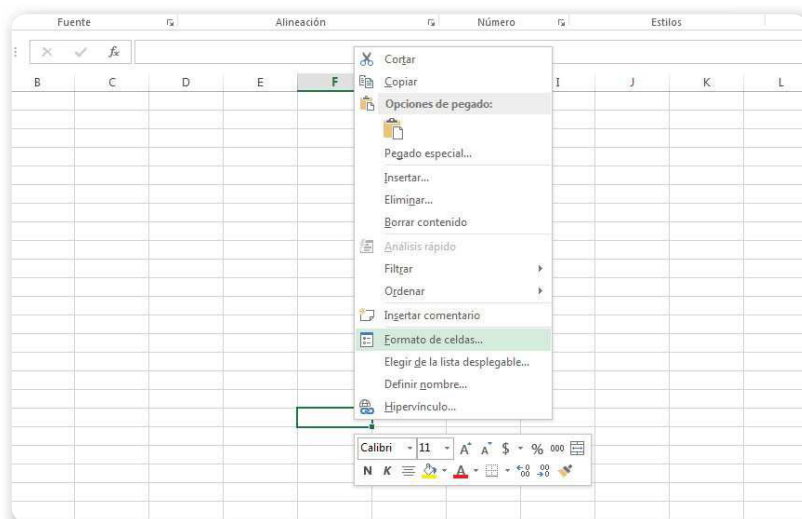 Fuente Alineación Número Estilos
fx
B C D E F I J K L
Cortar
Copiar
Opciones de pegado:
Pegado especial...
Insertar...
Eliminar...
Borrar contenido
Análisis rápido
Filtrar
Ordenar
Insertar comentario
Formato de celdas...
Elegir de la lista desplegable...
Definir nombre...
Hipervínculo...
Calibri 11 A A $ % 000
N K A